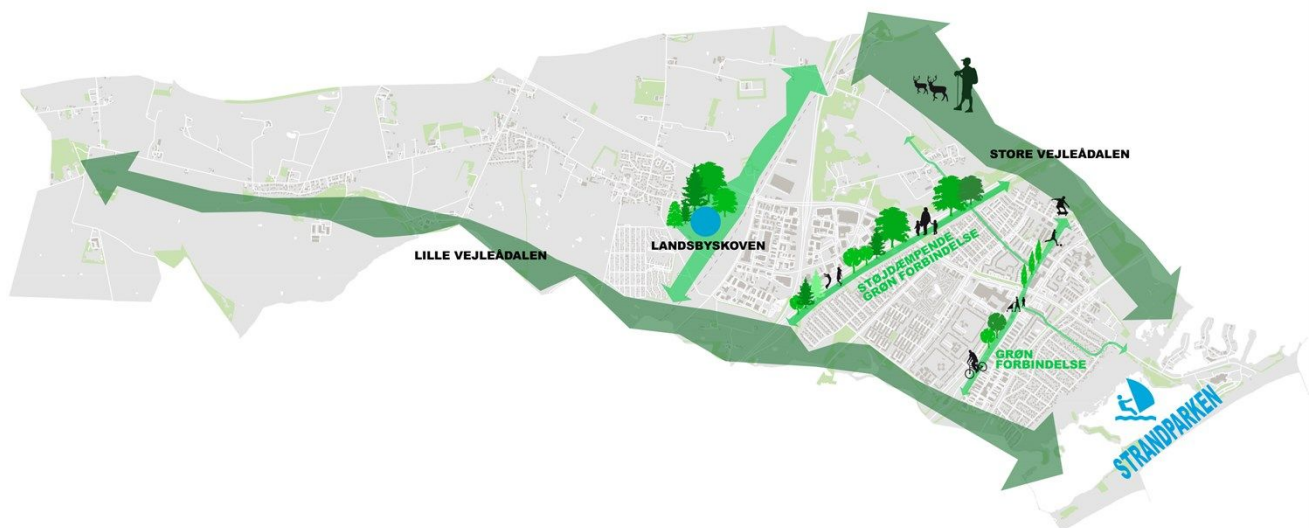 STORE VEJLEÅDALEN
LANDSBYSKOVEN
LILLE VEJLEÅDALEN
STØJDÆMPENDE
GRØN FORBINDELSE
GRØN
FORBINDELSE
STRANDPARKEN